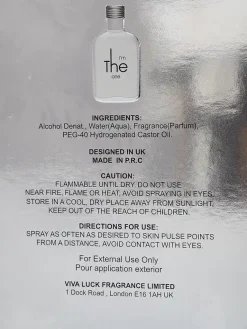 I'm
The
one
INGREDIENTS:
Alcohol Denat., Water(Aqua), Fragrance(Parfum),
PEG-40 Hydrogenated Castor Oil.
DESIGNED IN UK
MADE IN P.R.C
CAUTION:
FLAMMABLE UNTIL DRY. DO NOT USE
NEAR FIRE, FLAME OR HEAT, AVOID SPRAYING IN EYES.
STORE IN A COOL, DRY PLACE AWAY FROM SUNLIGHT,
KEEP OUT OF THE REACH OF CHILDREN.
DIRECTIONS FOR USE:
SPRAY AS OFTEN AS DESIRED TO SKIN PULSE POINTS
FROM A DISTANCE, AVOID CONTACT WITH EYES.
For External Use Only
Pour application exterior
VIVA LUCK FRAGRANCE LIMITED
1 Dock Road , London E16 1AH UK